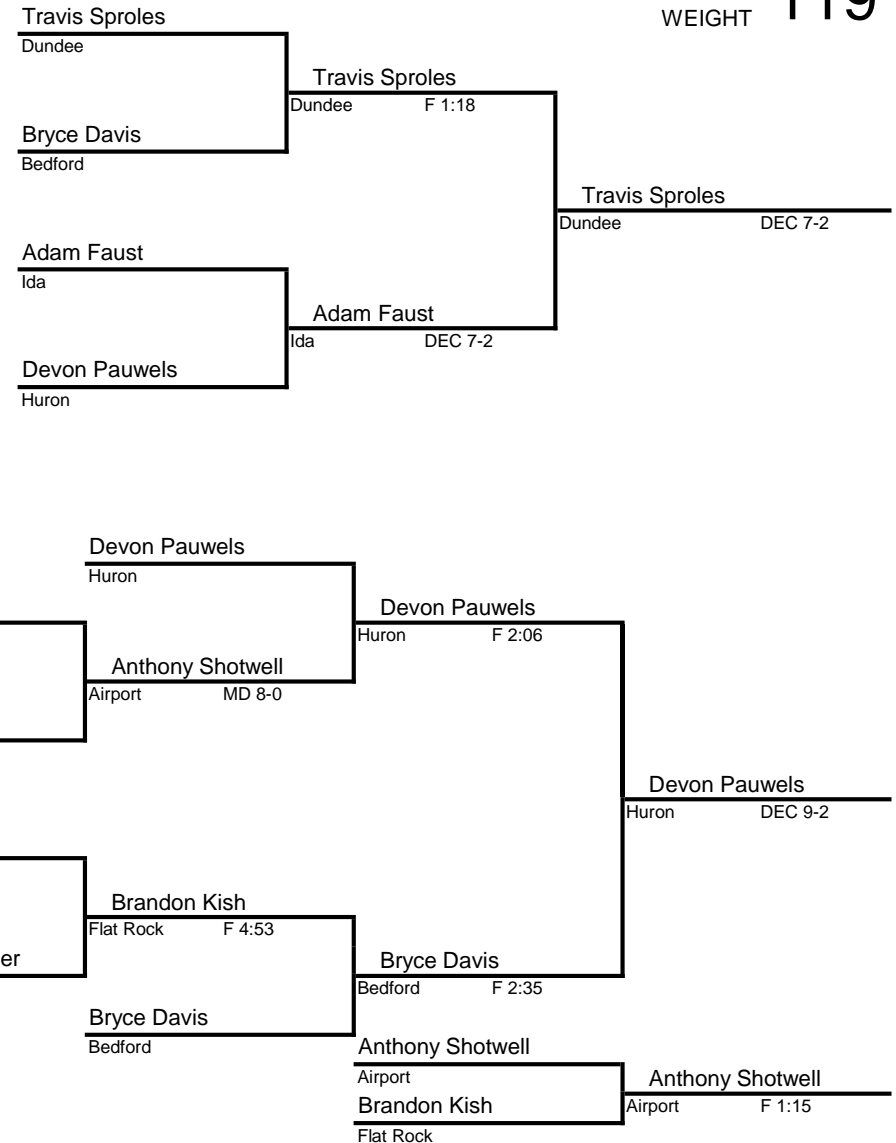 WEIGHT 119
Travis Sproles
Dundee
Travis Sproles
Dundee F 1:18
Bryce Davis
Bedford
Travis Sproles
Dundee DEC 7-2
Adam Faust
Ida
Adam Faust
Ida DEC 7-2
Devon Pauwels
Huron
Devon Pauwels
Huron
Devon Pauwels
Huron F 2:06
Anthony Shotwell
Airport MD 8-0
Devon Pauwels
Huron DEC 9-2
Brandon Kish
Flat Rock F 4:53
er
Bryce Davis
Bedford F 2:35
Bryce Davis
Bedford
Anthony Shotwell
Airport
Anthony Shotwell
Airport F 1:15
Brandon Kish
Flat Rock